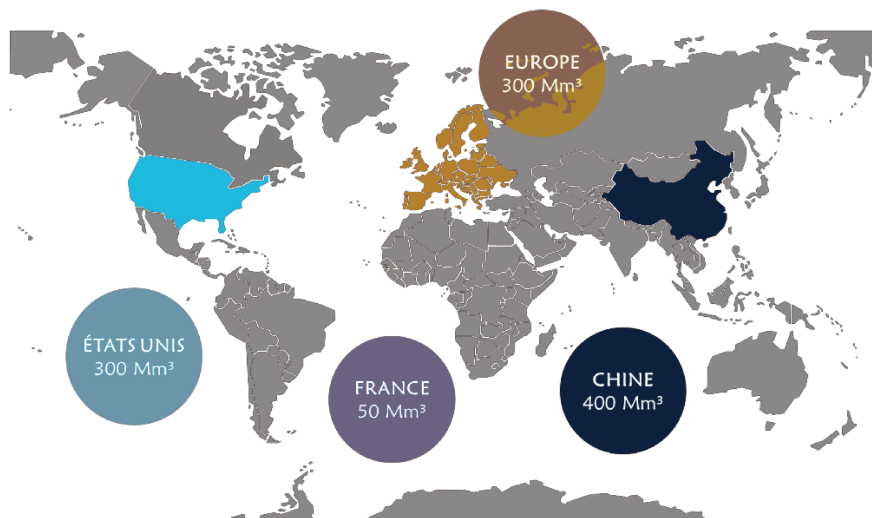 EUROPE
300 Mm³
ÉTATS UNIS
300 Mm³
FRANCE
50 Mm³
CHINE
400 Mm³